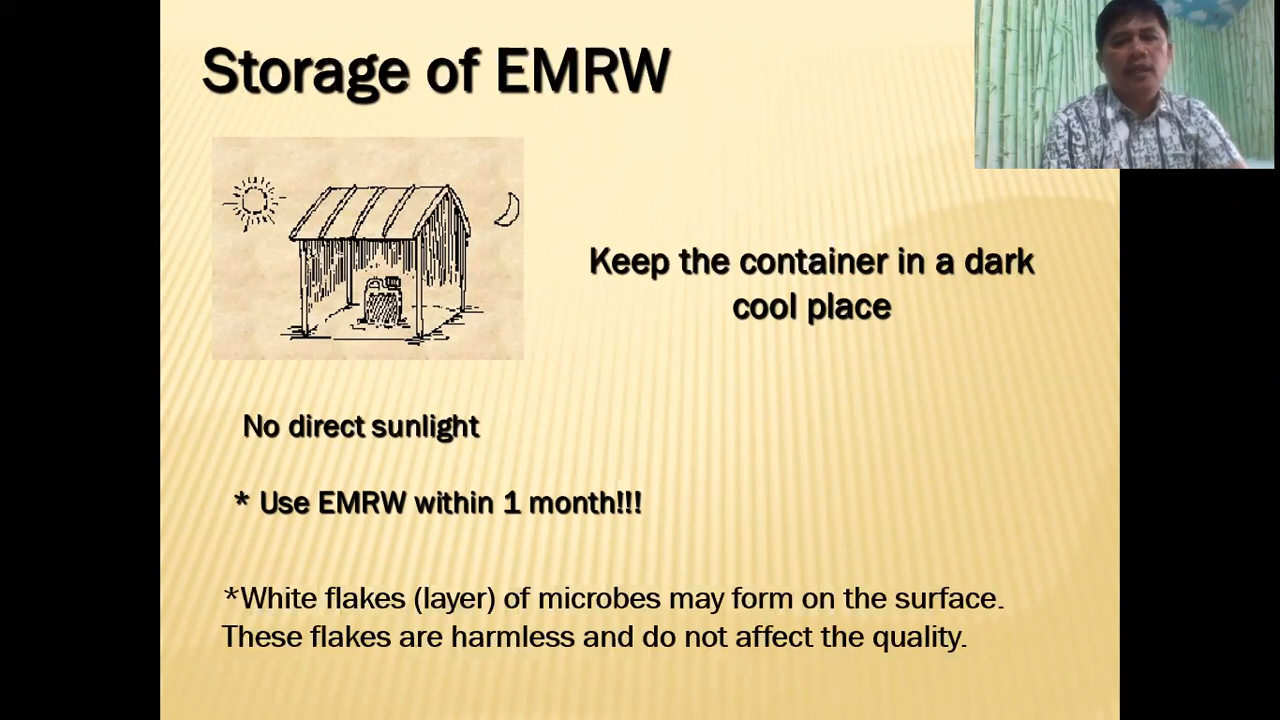 Storage of EMRW
Keep the container in a dark
cool place
No direct sunlight
* Use EMRW within 1 month!!!
*White flakes (layer) of microbes may form on the surface.
These flakes are harmless and do not affect the quality.